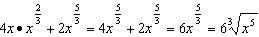 4x • x^{2/3} + 2x^{5/3} = 4x^{5/3} + 2x^{5/3} = 6x^{5/3} = 6∛x^5